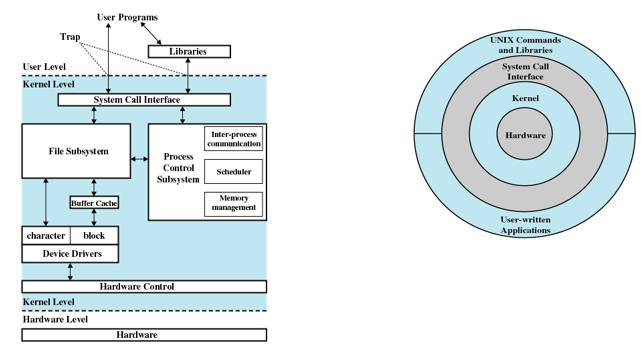 User Programs
Trap
Libraries
User Level
Kernel Level
System Call Interface
File Subsystem
Process
Control
Subsystem
Inter-process
communication
Scheduler
Memory
management
Buffer Cache
character block
Device Drivers
Hardware Control
Kernel Level
Hardware Level
Hardware
UNIX Commands
and Libraries
System Call
Interface
Kernel
Hardware
User-written
Applications